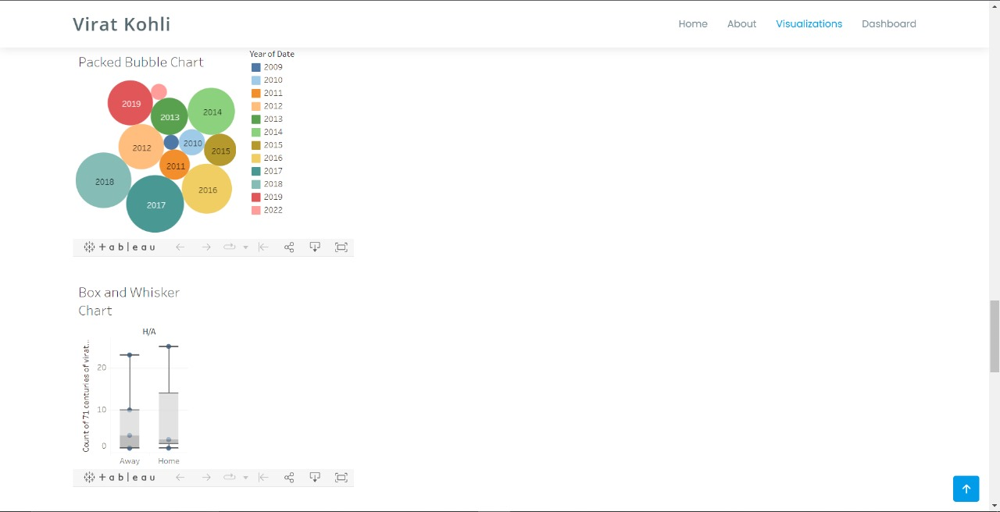 Virat Kohli
Home About Visualizations Dashboard
Packed Bubble Chart
Year of Date
2009
2010
2011
2012
2013
2014
2015
2016
2017
2018
2019
2022
2019
2013
2014
2012
2010
2015
2011
2018
2016
2017
+ a b | e a u
Box and Whisker
Chart
H/A
Count of 71 centuries of virat...
20
10
0
Away Home
+ a b | e a u